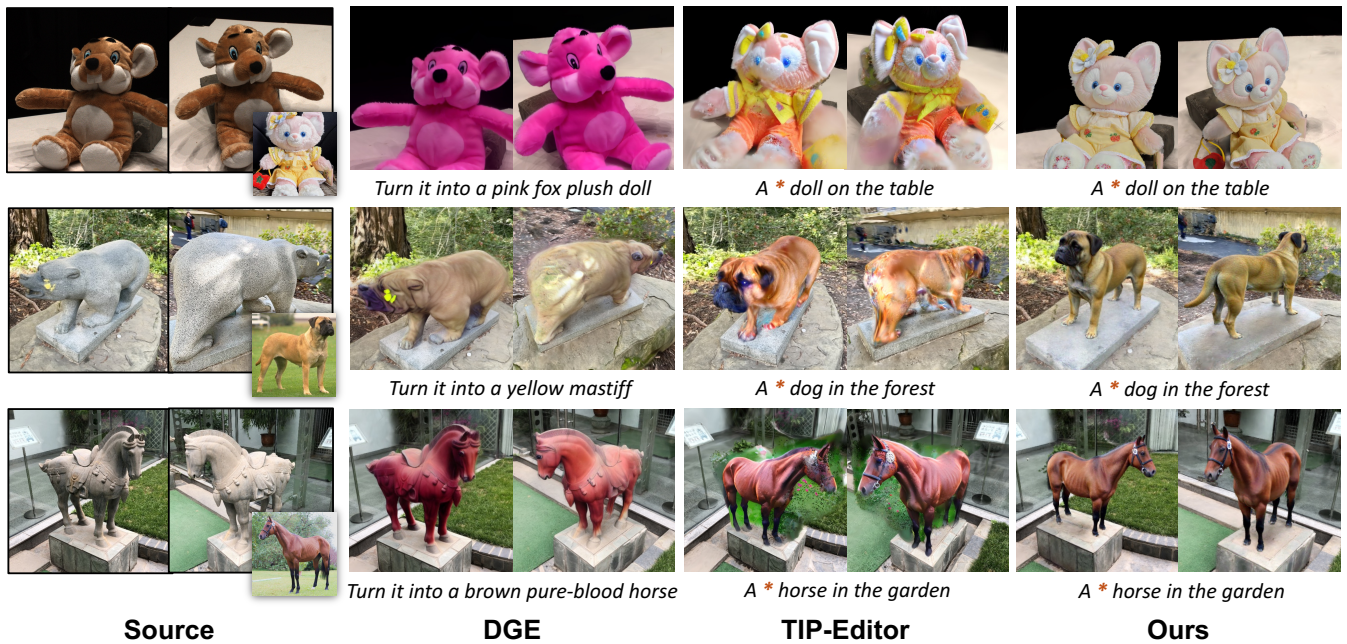 Turn it into a pink fox plush doll
A * doll on the table
A * doll on the table
Turn it into a yellow mastiff
A * dog in the forest
A * dog in the forest
Turn it into a brown pure-blood horse
A * horse in the garden
A * horse in the garden
Source
DGE
TIP-Editor
Ours